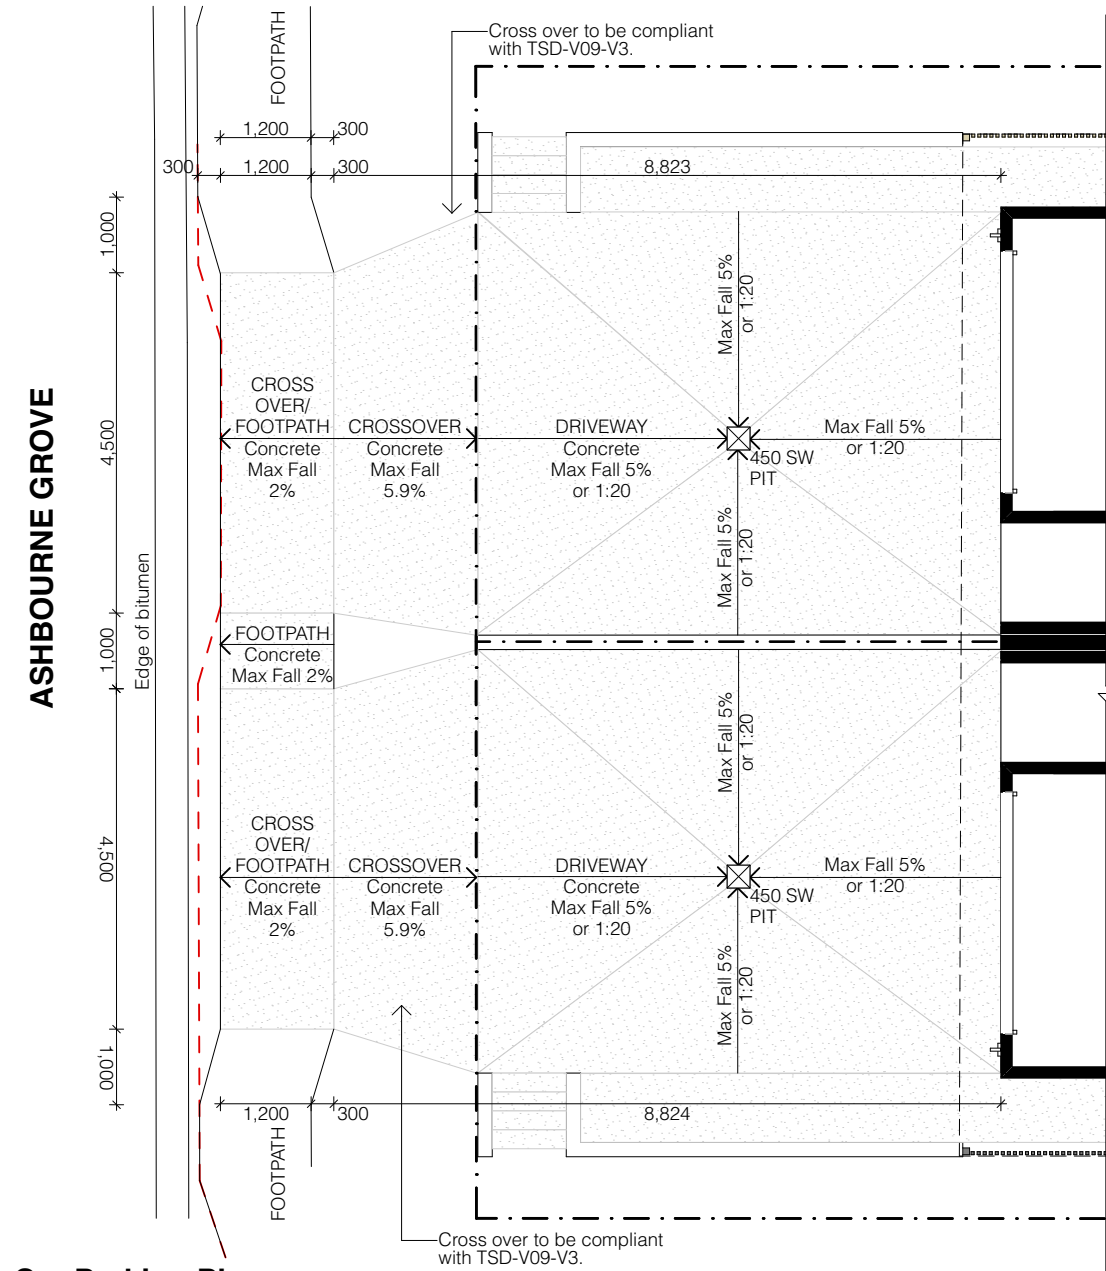 Cross over to be compliant
with TSD-V09-V3.
FOOTPATH
1,200
300
300
1,200
300
8,823
1,000
4,500
1,000
4,500
1,000
ASHBOURNE GROVE
Edge of bitumen
CROSS
OVER/
FOOTPATH
Concrete
Max Fall
2%
CROSSOVER
Concrete
Max Fall
5.9%
DRIVEWAY
Concrete
Max Fall 5%
or 1:20
Max Fall 5%
or 1:20
450 SW
PIT
Max Fall 5%
or 1:20
Max Fall 5%
or 1:20
FOOTPATH
Concrete
Max Fall 2%
Max Fall 5%
or 1:20
CROSS
OVER/
FOOTPATH
Concrete
Max Fall
2%
CROSSOVER
Concrete
Max Fall
5.9%
DRIVEWAY
Concrete
Max Fall 5%
or 1:20
450 SW
PIT
Max Fall 5%
or 1:20
Max Fall 5%
or 1:20
1,200
300
8,824
FOOTPATH
Cross over to be compliant
with TSD-V09-V3.